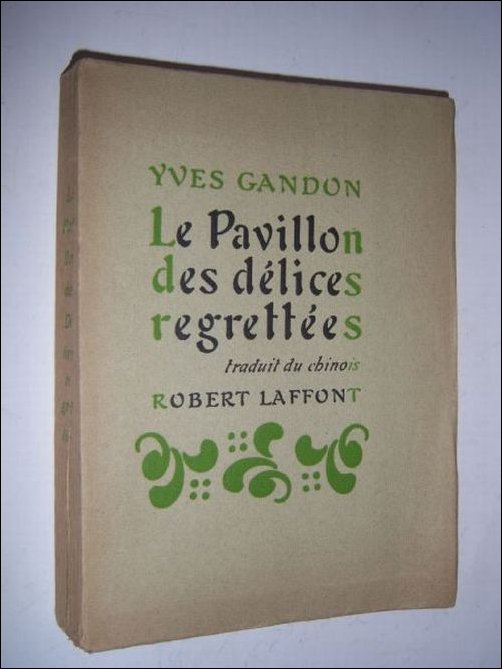 YVES GANDON
Le Pavillon
des délices
regrettées
traduit du chinois
ROBERT LAFFONT